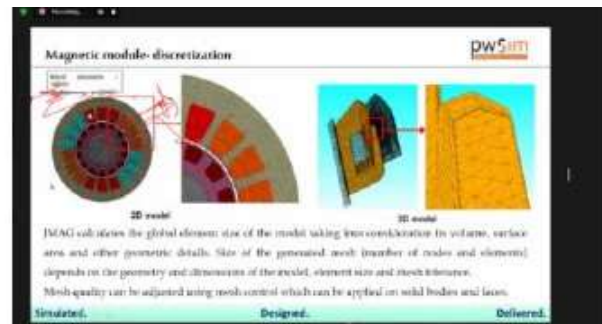 Magnetic module- discretization
pwSim
2D model
3D model
JMAG calculates the global element size of the model taking into consideration its volume, surface
area and other geometric details. Size of the generated mesh (number of nodes and elements)
depends on the geometry and dimensions of the model, element size and mesh tolerance.
Mesh quality can be adjusted using mesh control which can be applied on solid bodies and faces.
Simulated.
Designed.
Delivered.